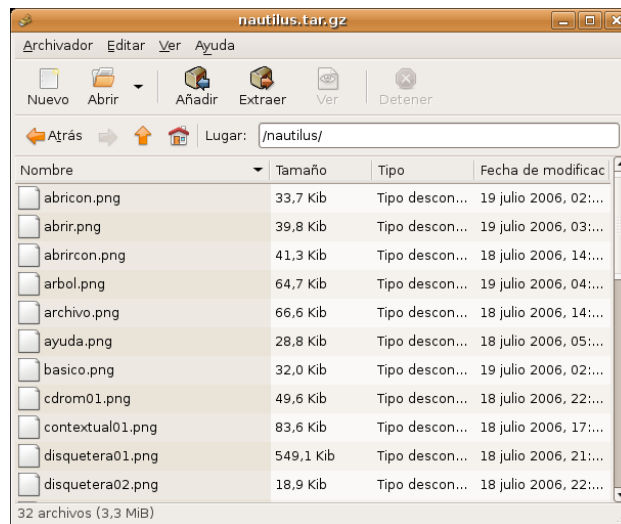 nautilus.tar.gz
Archivador Editar Ver Ayuda
Nuevo Abrir Añadir Extraer Ver Detener
Atrás Lugar: /nautilus/
Nombre Tamaño Tipo Fecha de modificac
abricon.png 33,7 Kib Tipo descon... 19 julio 2006, 02:...
abrir.png 39,8 Kib Tipo descon... 19 julio 2006, 03:...
abrircon.png 41,3 Kib Tipo descon... 18 julio 2006, 14:...
arbol.png 64,7 Kib Tipo descon... 19 julio 2006, 04:...
archivo.png 66,6 Kib Tipo descon... 18 julio 2006, 14:...
ayuda.png 28,8 Kib Tipo descon... 18 julio 2006, 05:...
basico.png 32,0 Kib Tipo descon... 19 julio 2006, 02:...
cdrom01.png 49,6 Kib Tipo descon... 18 julio 2006, 22:...
contextual01.png 83,6 Kib Tipo descon... 18 julio 2006, 17:...
disquetera01.png 549,1 Kib Tipo descon... 18 julio 2006, 21:...
disquetera02.png 18,9 Kib Tipo descon... 18 julio 2006, 22:...
32 archivos (3,3 MiB)